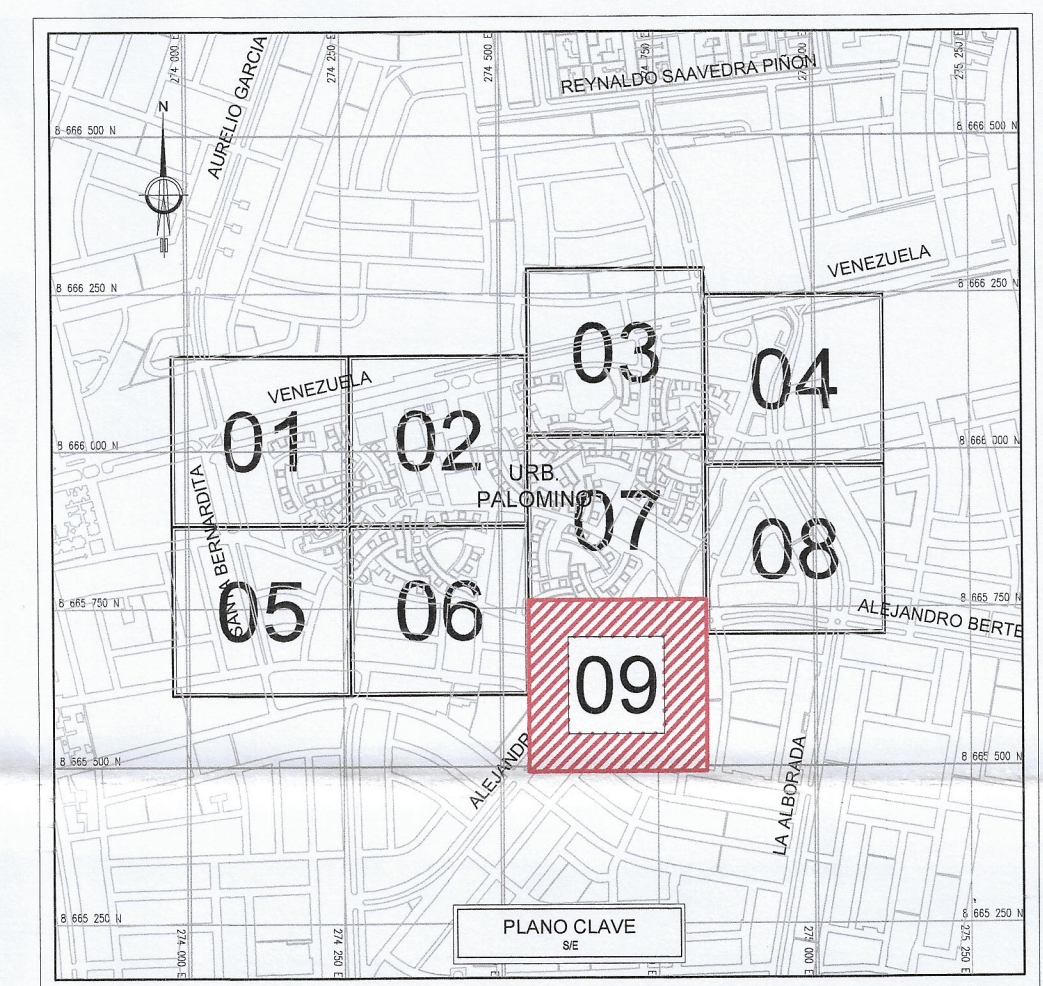 274 000 E
274 250 E
274 500 E
750 E
275 250 E
AURELIO GARCIA
REYNALDO SAAVEDRA PIÑON
N
8 666 500 N
8 666 500 N
VENEZUELA
8 666 250 N
8 666 250 N
03
04
VENEZUELA
01
02
8 666 000 N
8 666 000 N
URB.
PALOMINO
07
08
SANTA BERNARDITA
05
06
8 665 750 N
8 665 750 N
ALEJANDRO BERTE
09
ALEJANDR
LA ALBORADA
8 665 500 N
8 665 500 N
8 665 250 N
8 665 250 N
PLANO CLAVE
S/E
274 000 E
274 250 E
275 000 E
275 250 E